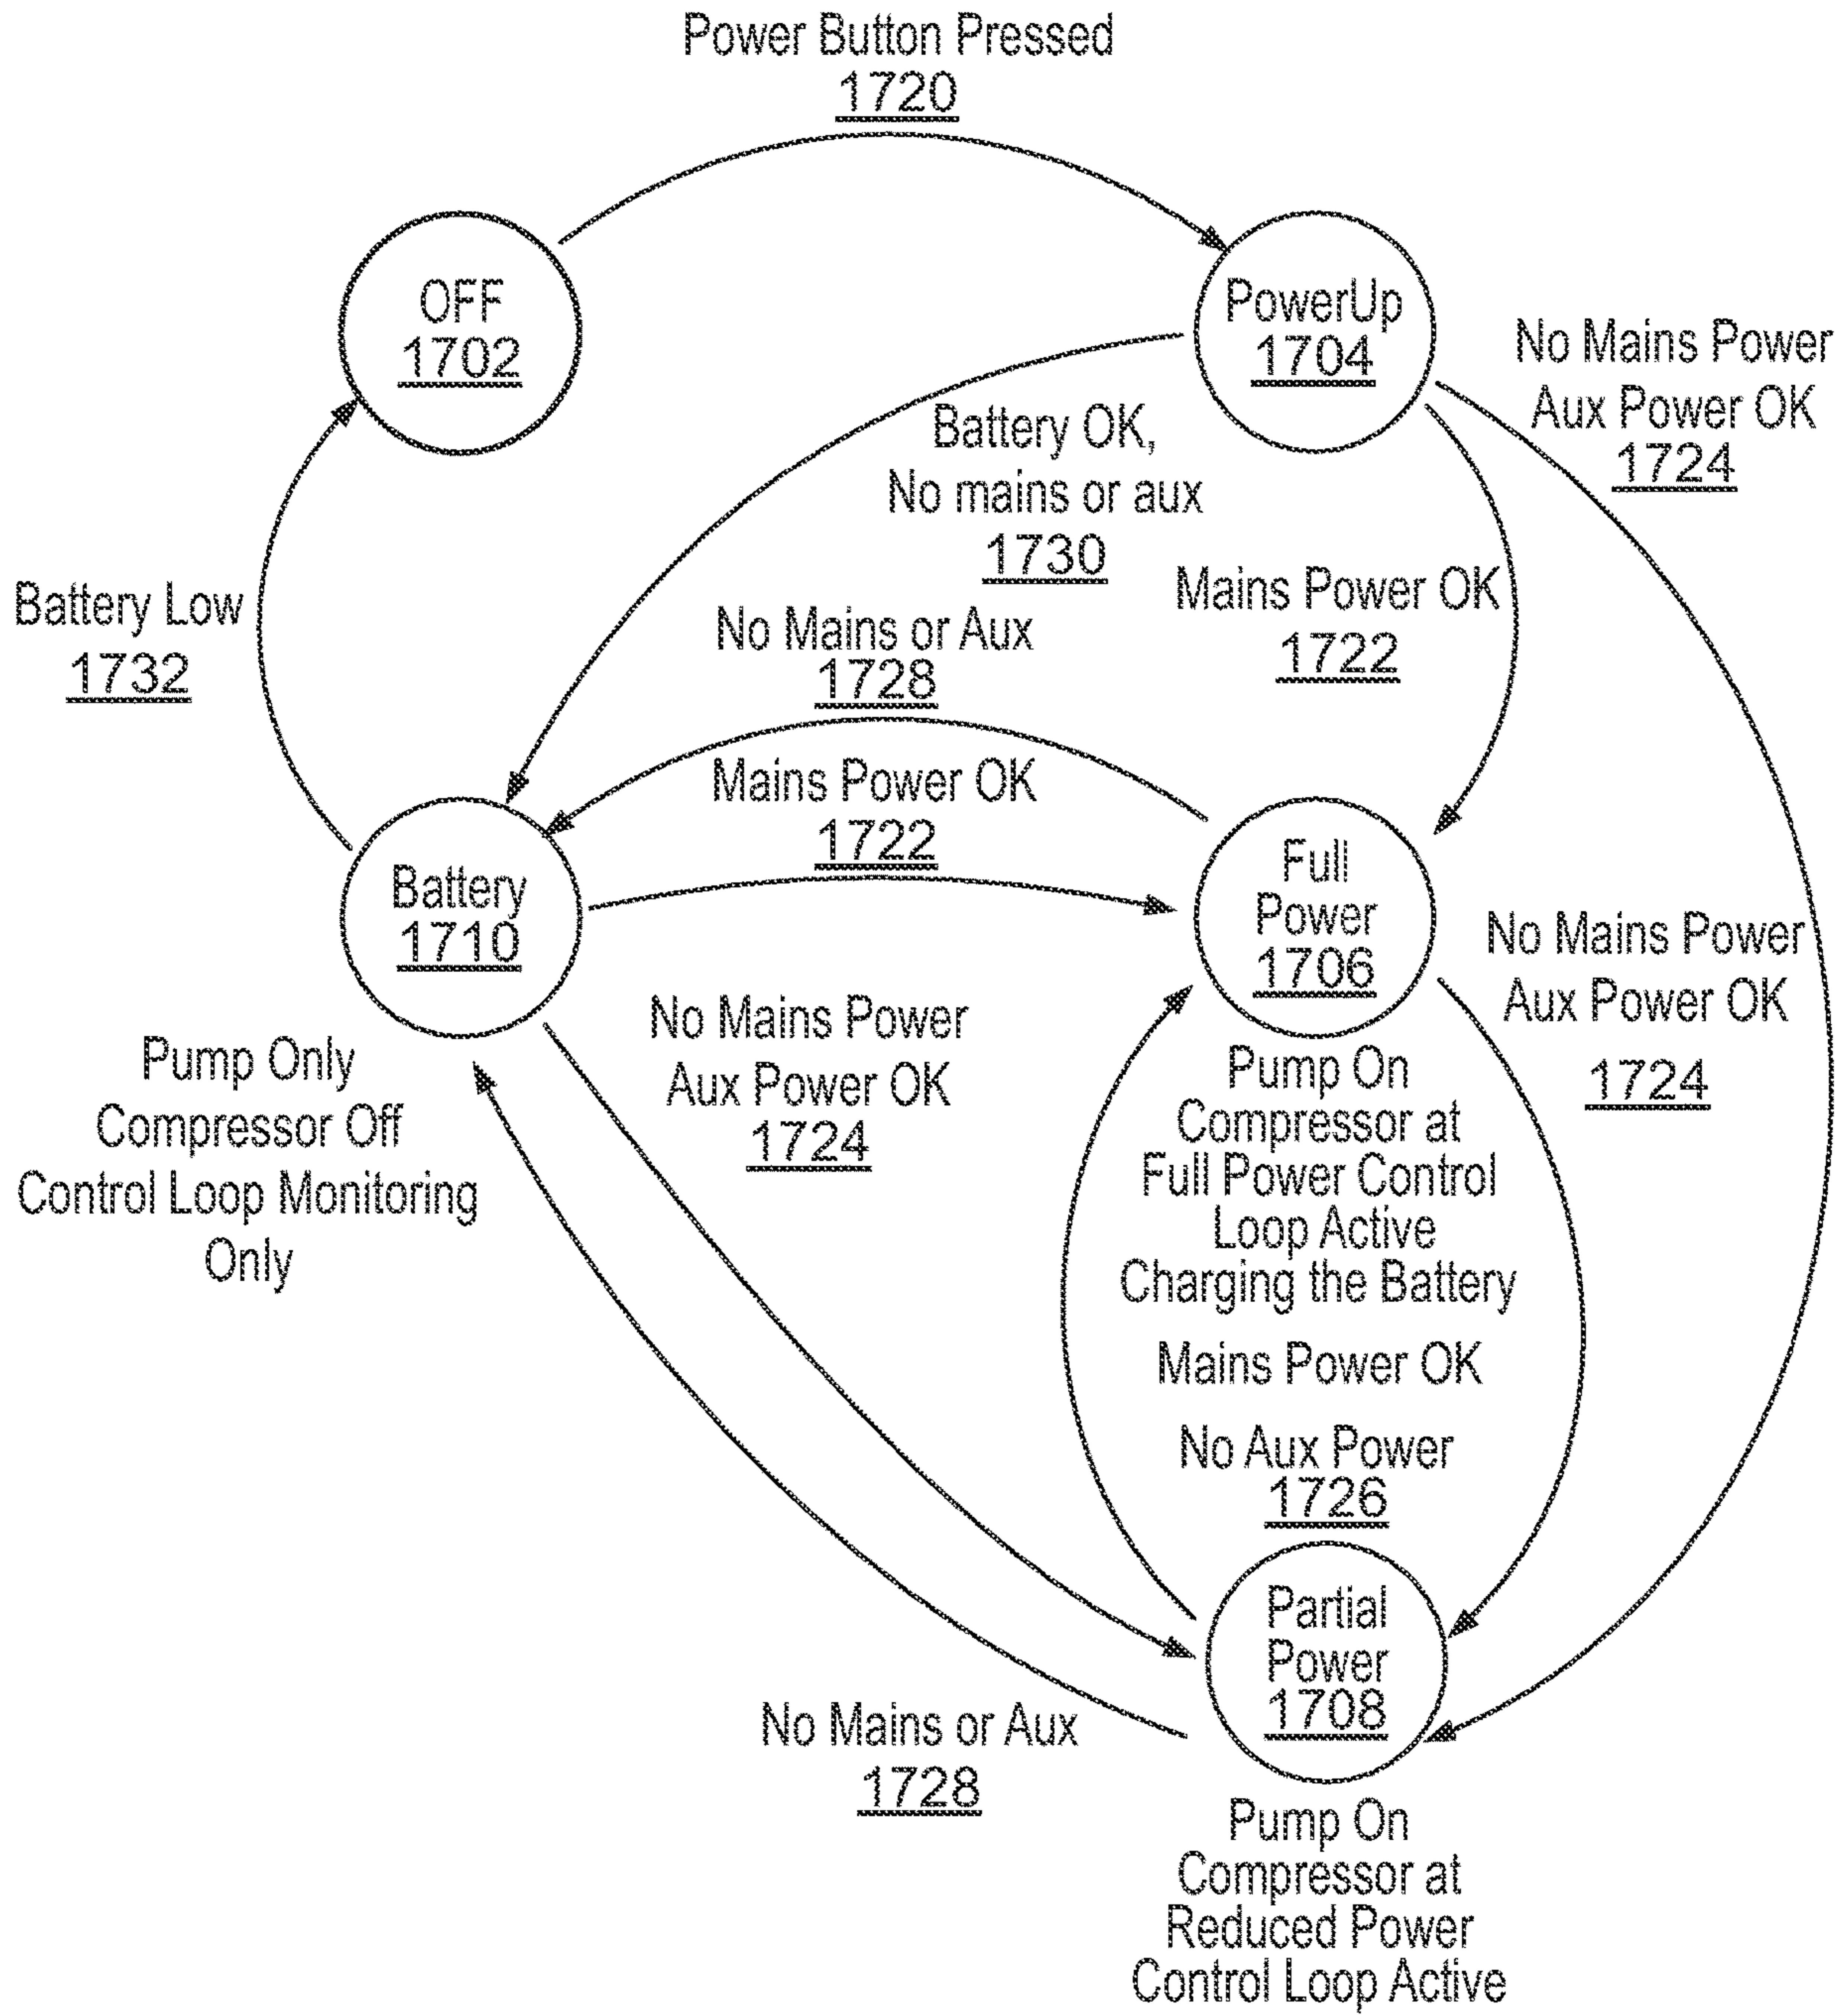 Power Button Pressed
1720
OFF
1702
PowerUp
1704
No Mains Power
Aux Power OK
1724
Battery OK,
No mains or aux
1730
Mains Power OK
1722
Battery Low
1732
No Mains or Aux
1728
Mains Power OK
1722
Battery
1710
Full
Power
1706
No Mains Power
Aux Power OK
1724
No Mains Power
Aux Power OK
1724
Pump Only
Compressor Off
Control Loop Monitoring
Only
Pump On
Compressor at
Full Power Control
Loop Active
Charging the Battery
Mains Power OK
No Aux Power
1726
Partial
Power
1708
No Mains or Aux
1728
Pump On
Compressor at
Reduced Power
Control Loop Active